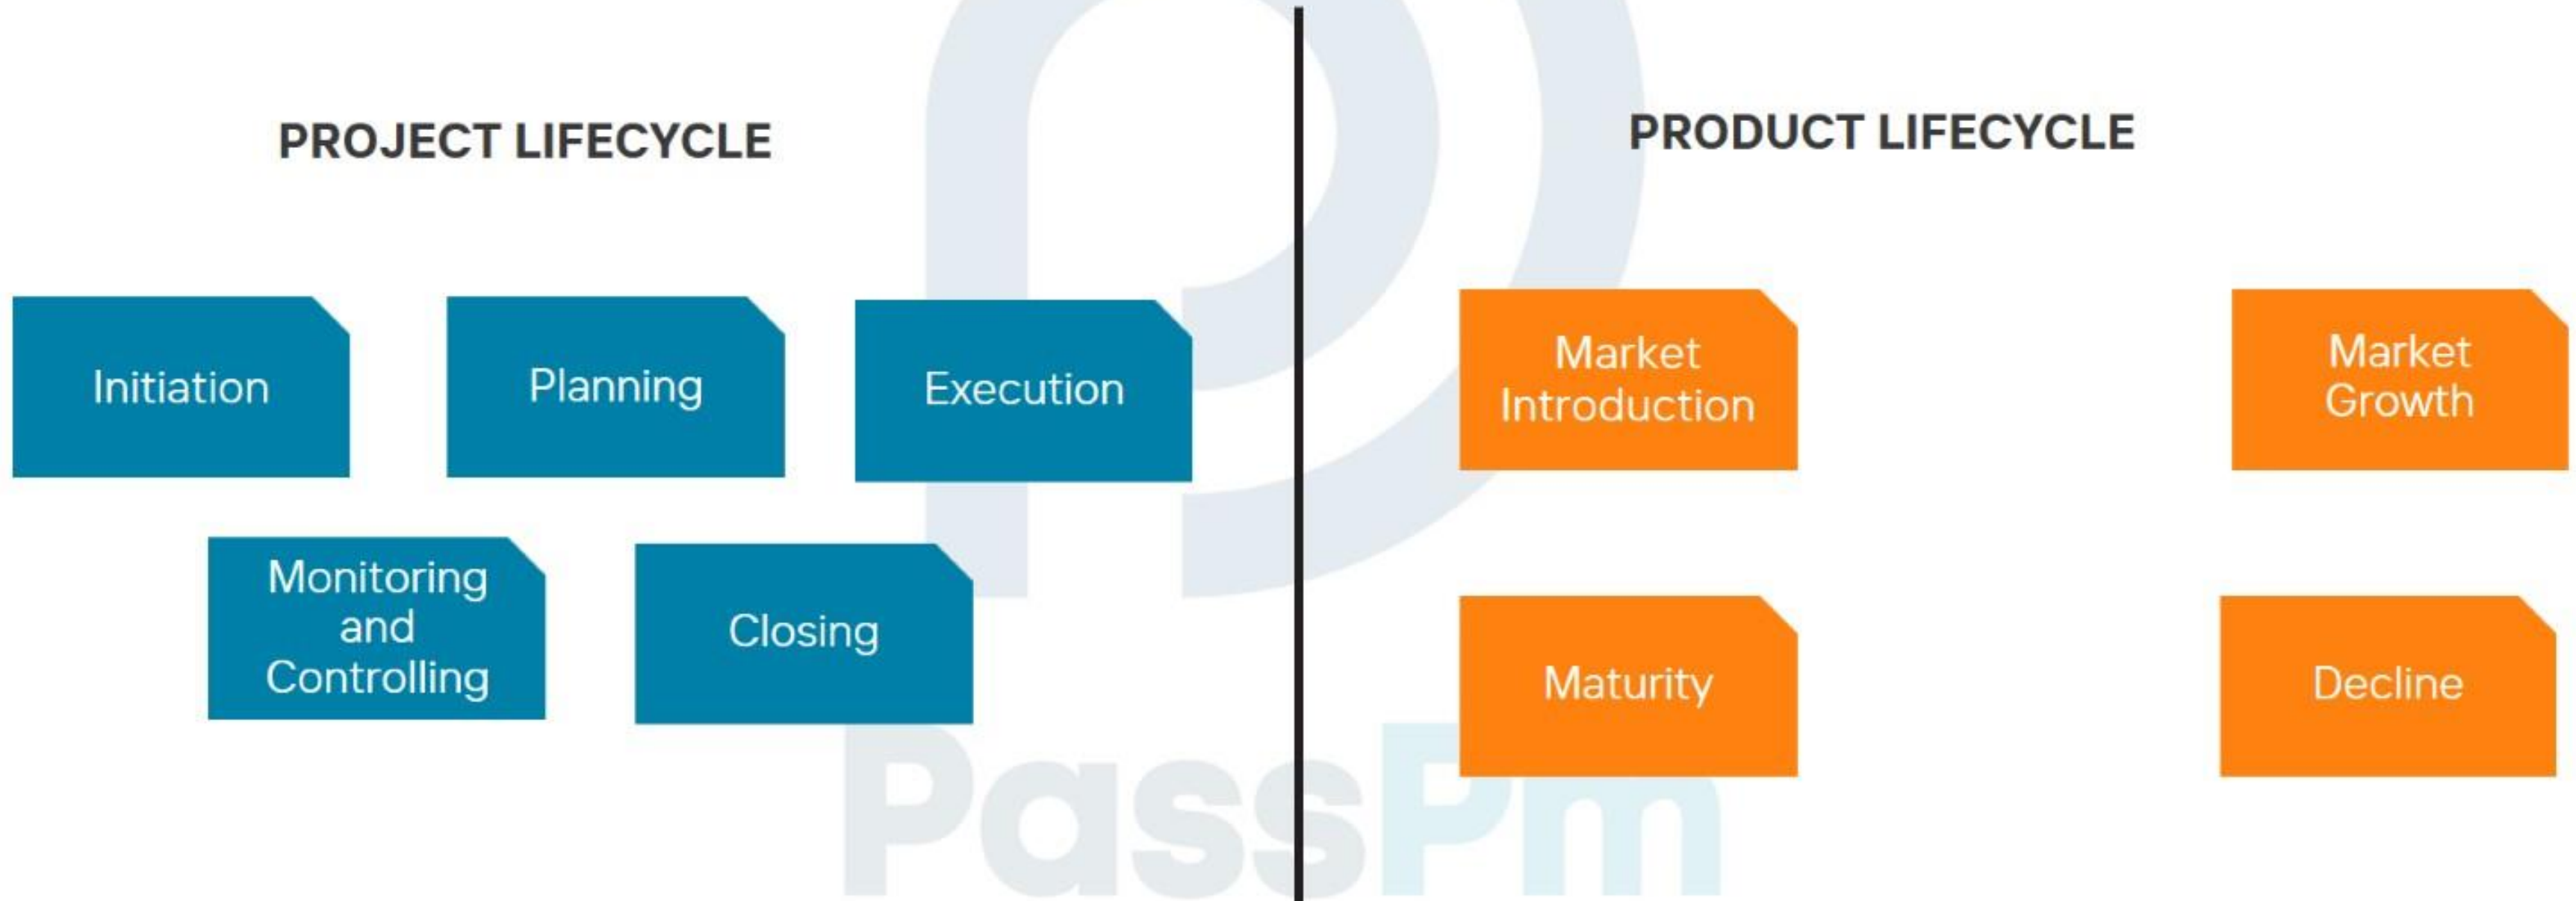 PROJECT LIFECYCLE
Initiation
Planning
Execution
Monitoring
and
Controlling
Closing
PRODUCT LIFECYCLE
Market
Introduction
Market
Growth
Maturity
Decline
PassPm